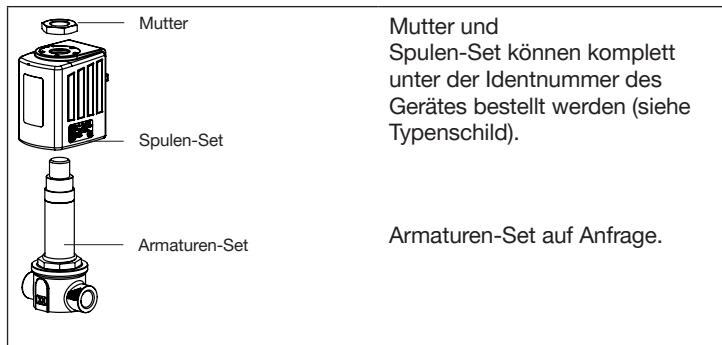 Mutter
Spulen-Set
Armaturen-Set
Mutter und
Spulen-Set können komplett
unter der Identnummer des
Gerätes bestellt werden (siehe
Typenschild).
Armaturen-Set auf Anfrage.